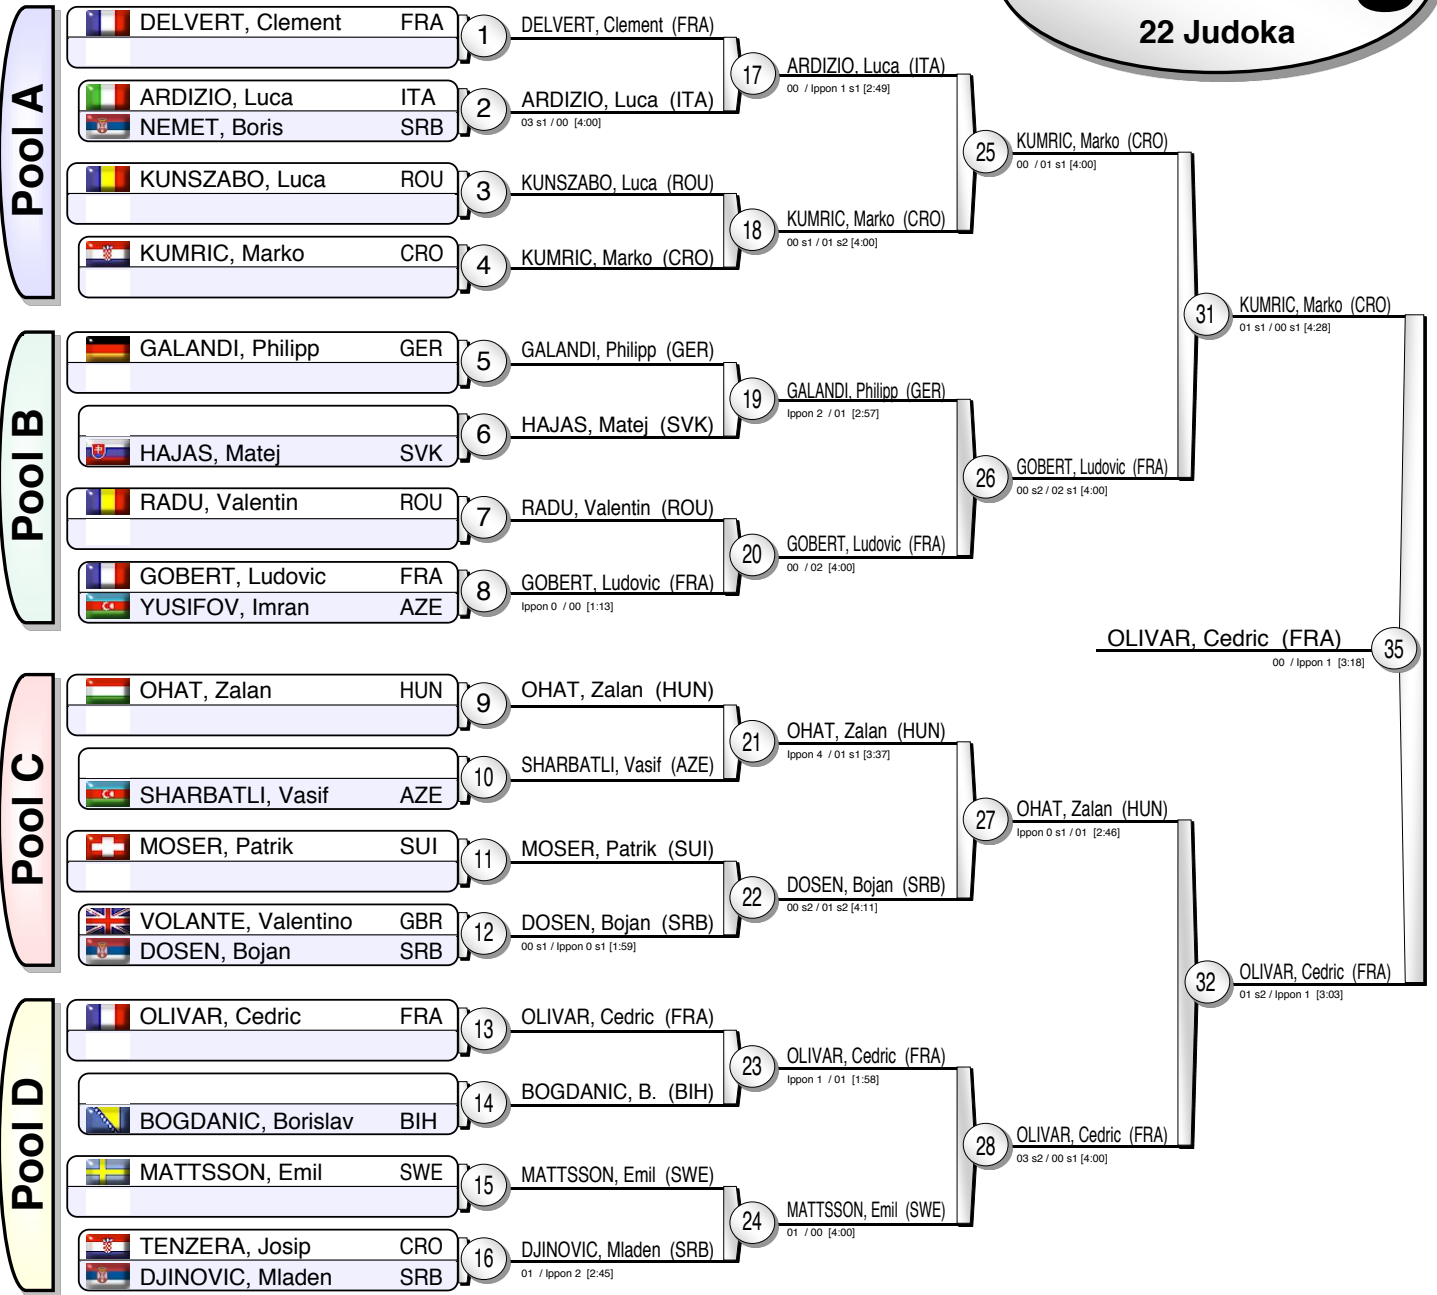 22 Judoka
Pool A
DELVERT, Clement FRA
1
DELVERT, Clement (FRA)
ARDIZIO, Luca ITA
NEMET, Boris SRB
2
ARDIZIO, Luca (ITA)
03 s1 / 00 [4:00]
17
ARDIZIO, Luca (ITA)
00 / Ippon 1 s1 [2:49]
KUNSZABO, Luca ROU
3
KUNSZABO, Luca (ROU)
KUMRIC, Marko CRO
4
KUMRIC, Marko (CRO)
18
KUMRIC, Marko (CRO)
00 s1 / 01 s2 [4:00]
25
KUMRIC, Marko (CRO)
00 / 01 s1 [4:00]
Pool B
GALANDI, Philipp GER
5
GALANDI, Philipp (GER)
HAJAS, Matej SVK
6
HAJAS, Matej (SVK)
19
GALANDI, Philipp (GER)
Ippon 2 / 01 [2:57]
RADU, Valentin ROU
7
RADU, Valentin (ROU)
GOBERT, Ludovic FRA
YUSIFOV, Imran AZE
8
GOBERT, Ludovic (FRA)
Ippon 0 / 00 [1:13]
20
GOBERT, Ludovic (FRA)
00 / 02 [4:00]
26
GOBERT, Ludovic (FRA)
00 s2 / 02 s1 [4:00]
31
KUMRIC, Marko (CRO)
01 s1 / 00 s1 [4:28]
OLIVAR, Cedric (FRA)
00 / Ippon 1 [3:18]
35
Pool C
OHAT, Zalan HUN
9
OHAT, Zalan (HUN)
SHARBATLI, Vasif AZE
10
SHARBATLI, Vasif (AZE)
21
OHAT, Zalan (HUN)
Ippon 4 / 01 s1 [3:37]
MOSER, Patrik SUI
11
MOSER, Patrik (SUI)
VOLANTE, Valentino GBR
DOSEN, Bojan SRB
12
DOSEN, Bojan (SRB)
00 s1 / Ippon 0 s1 [1:59]
22
DOSEN, Bojan (SRB)
00 s2 / 01 s2 [4:11]
27
OHAT, Zalan (HUN)
Ippon 0 s1 / 01 [2:46]
Pool D
OLIVAR, Cedric FRA
13
OLIVAR, Cedric (FRA)
BOGDANIC, Borislav BIH
14
BOGDANIC, B. (BIH)
23
OLIVAR, Cedric (FRA)
Ippon 1 / 01 [1:58]
MATTSSON, Emil SWE
15
MATTSSON, Emil (SWE)
TENZERA, Josip CRO
DJINOVIC, Mladen SRB
16
DJINOVIC, Mladen (SRB)
01 / Ippon 2 [2:45]
24
MATTSSON, Emil (SWE)
01 / 00 [4:00]
28
OLIVAR, Cedric (FRA)
03 s2 / 00 s1 [4:00]
32
OLIVAR, Cedric (FRA)
01 s2 / Ippon 1 [3:03]